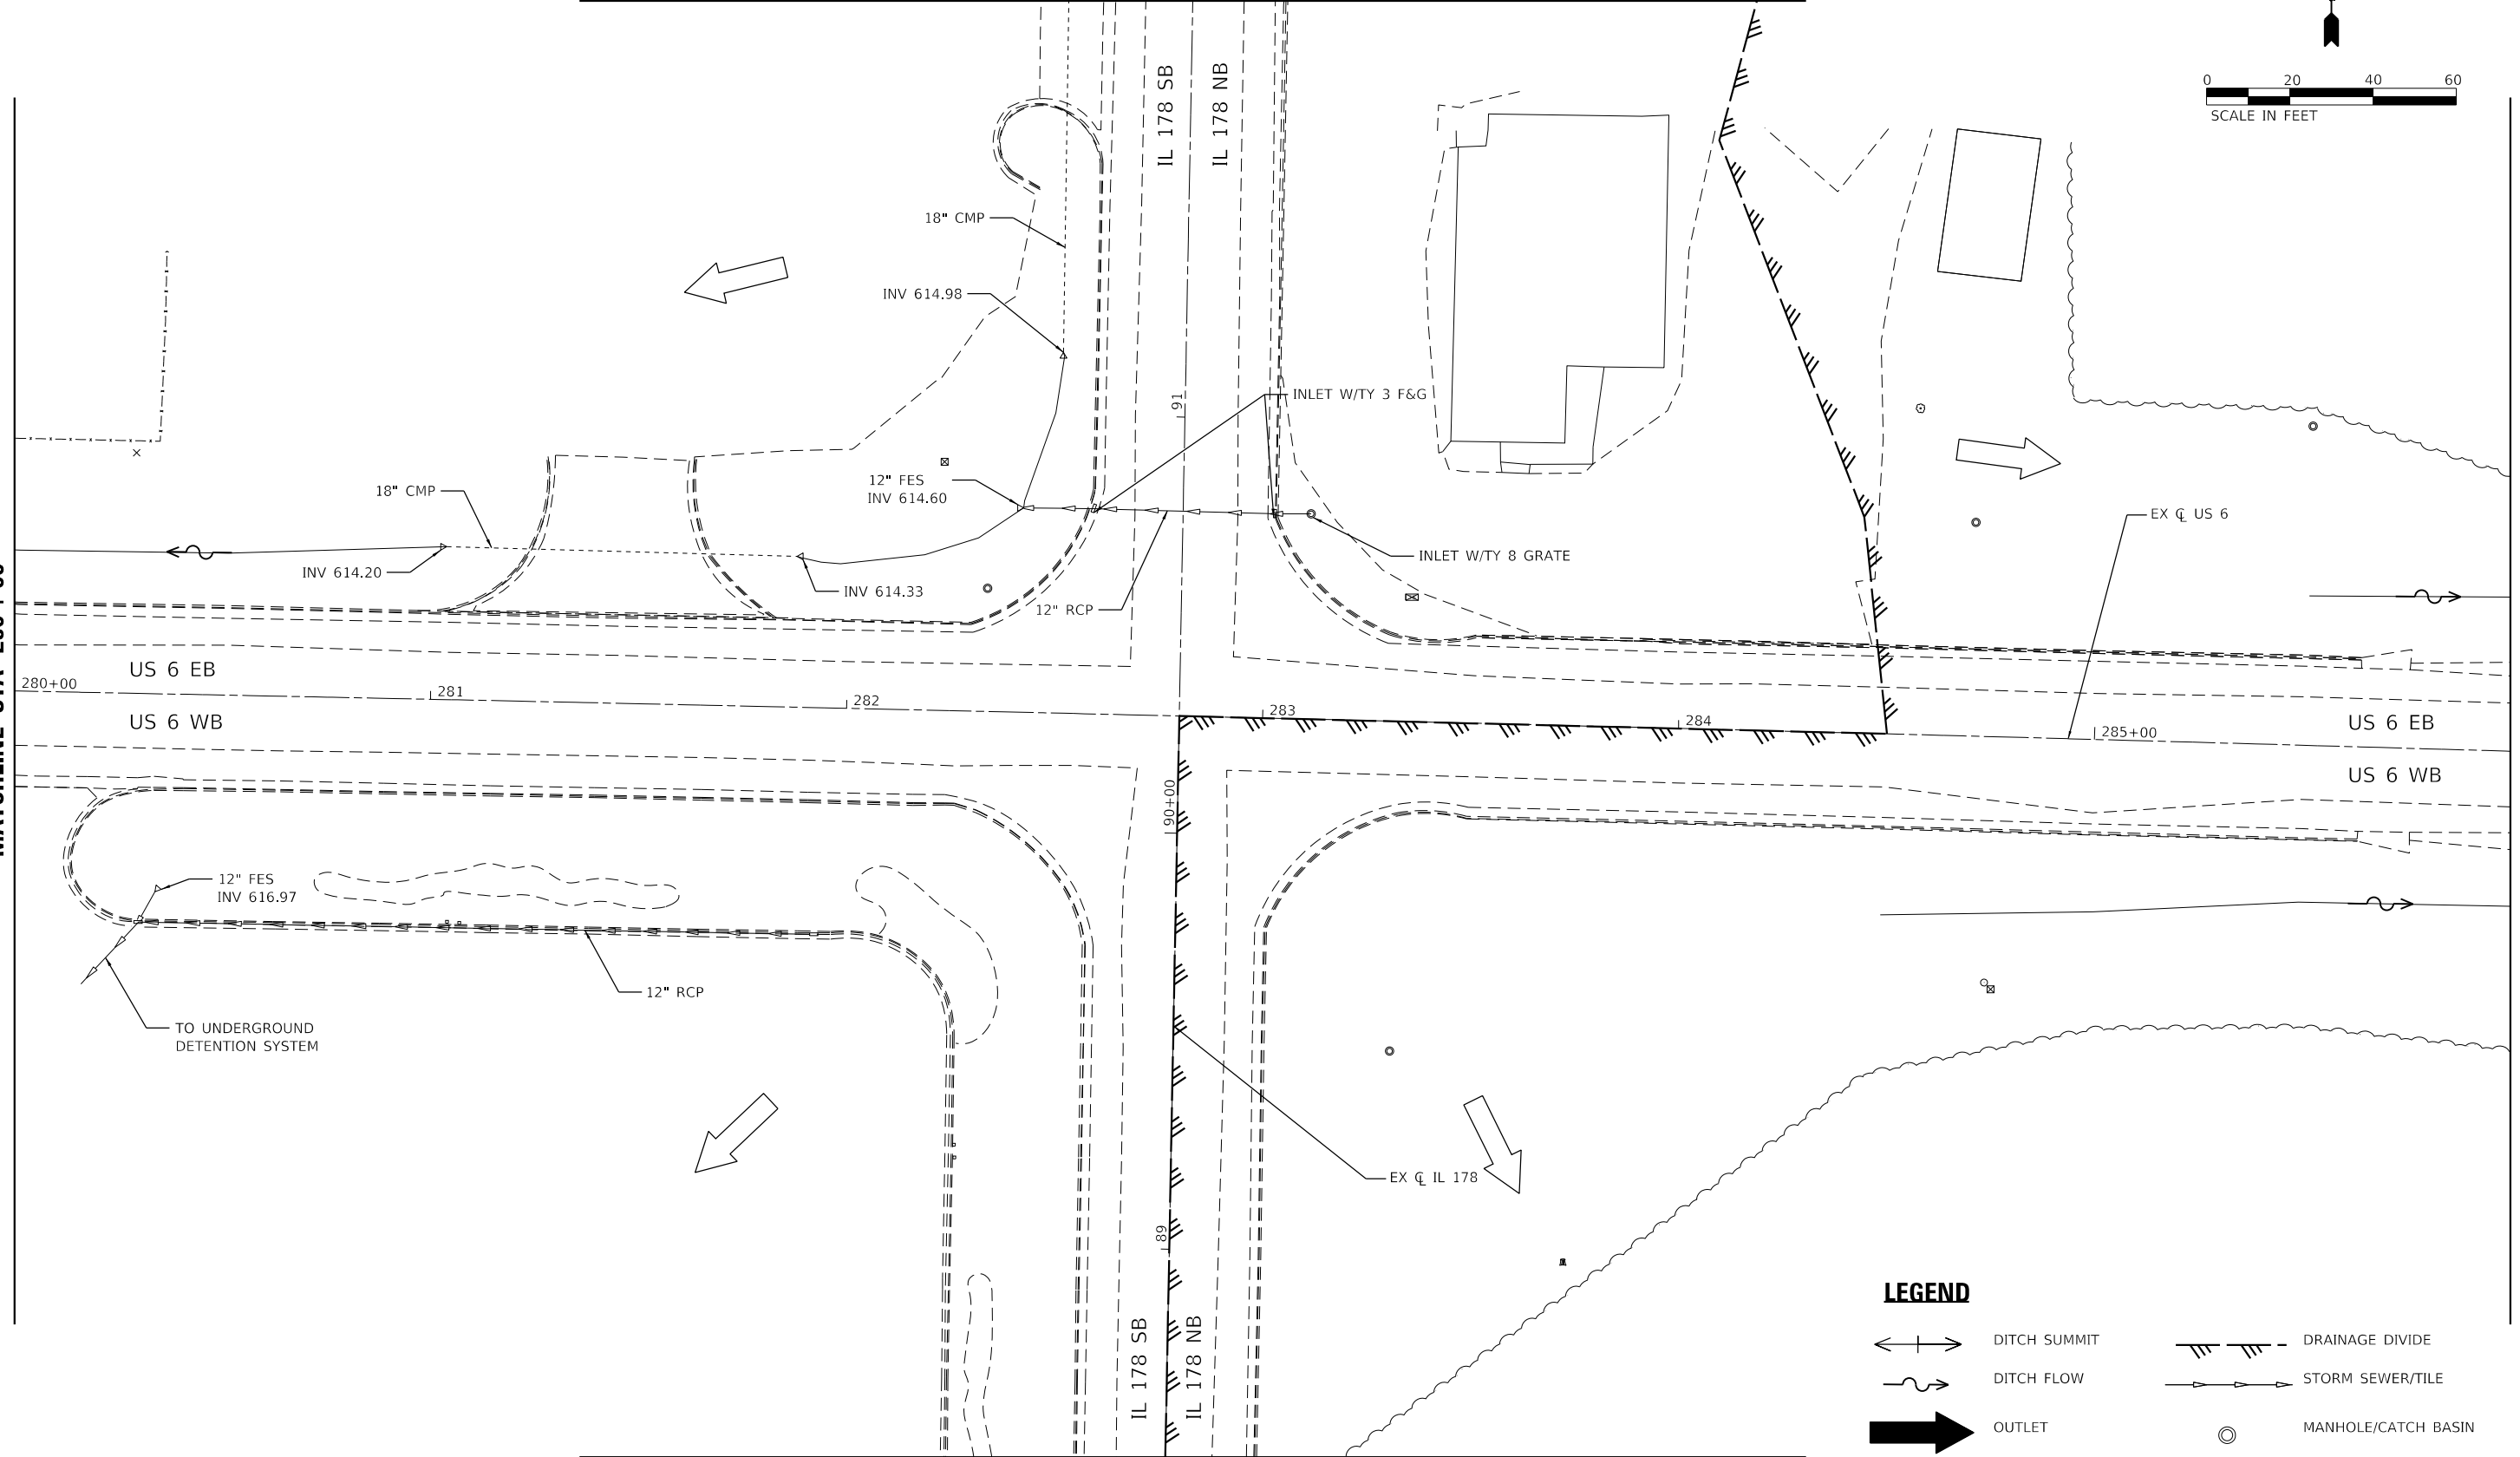 0 20 40 60
SCALE IN FEET
IL 178 SB
IL 178 NB
18" CMP
INV 614.98
INLET W/TY 3 F&G
91
12" FES
INV 614.60
18" CMP
EX ℄ US 6
INLET W/TY 8 GRATE
INV 614.20
INV 614.33
12" RCP
US 6 EB
280+00
281
282
283
284
285+00
US 6 WB
US 6 EB
US 6 WB
90+00
12" FES
INV 616.97
12" RCP
TO UNDERGROUND
DETENTION SYSTEM
EX ℄ IL 178
89
IL 178 SB
IL 178 NB
LEGEND
DITCH SUMMIT
DRAINAGE DIVIDE
DITCH FLOW
STORM SEWER/TILE
OUTLET
MANHOLE/CATCH BASIN